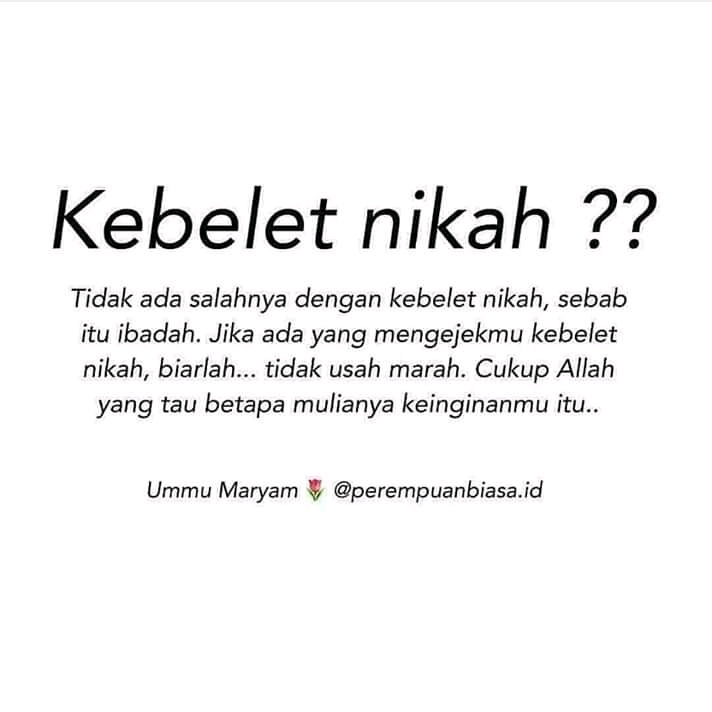 Kebelet nikah ??
Tidak ada salahnya dengan kebelet nikah, sebab
itu ibadah. Jika ada yang mengejekmu kebelet
nikah, biarlah... tidak usah marah. Cukup Allah
yang tau betapa mulianya keinginanmu itu..
Ummu Maryam 🌷 @perempuanbiasa.id